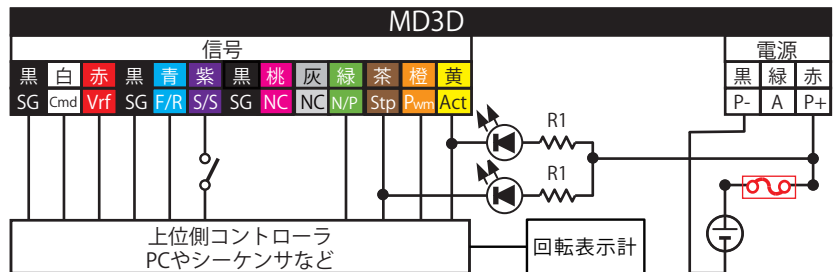 MD3D
信号
電源
黒 白 赤 黒 青 紫 黒 桃 灰 緑 茶 橙 黄
黒 緑 赤
SG Cmd Vrf SG F/R S/S SG NC NC N/P Stp Pwm Act
P- A P+
R1
R1
上位側コントローラ
PCやシーケンサなど
回転表示計